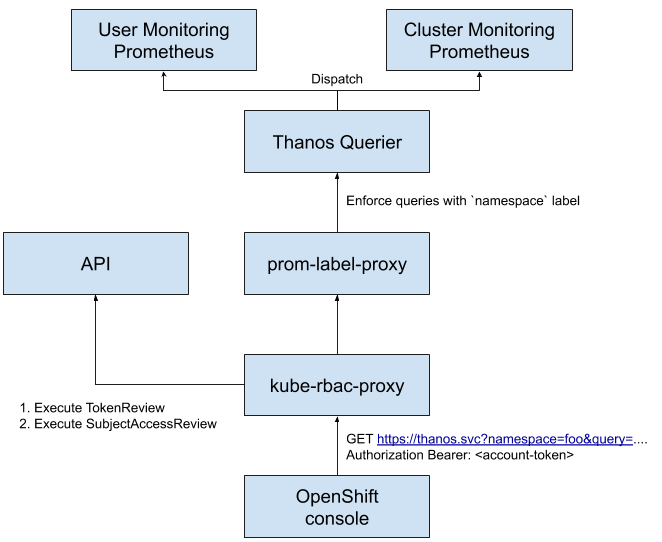 User Monitoring
Prometheus
Cluster Monitoring
Prometheus
Dispatch
Thanos Querier
Enforce queries with `namespace` label
API
prom-label-proxy
kube-rbac-proxy
1. Execute TokenReview
2. Execute SubjectAccessReview
GET https://thanos.svc?namespace=foo&query=....
Authorization Bearer: <account-token>
OpenShift
console